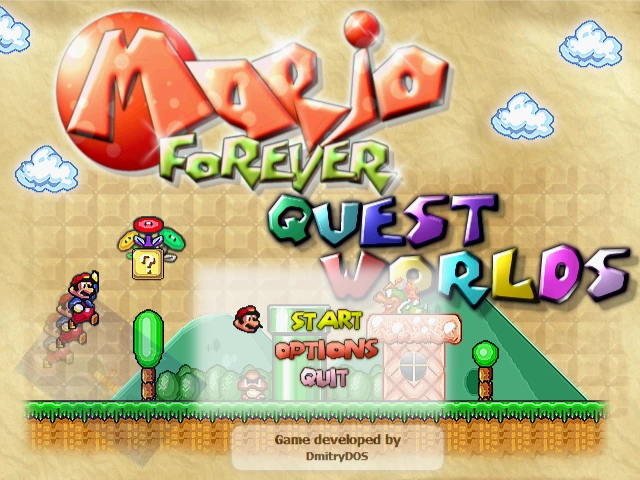 Mario
Forever
Quest
Worlds
?
START
OPTIONS
QUIT
Game developed by
DmitryDOS